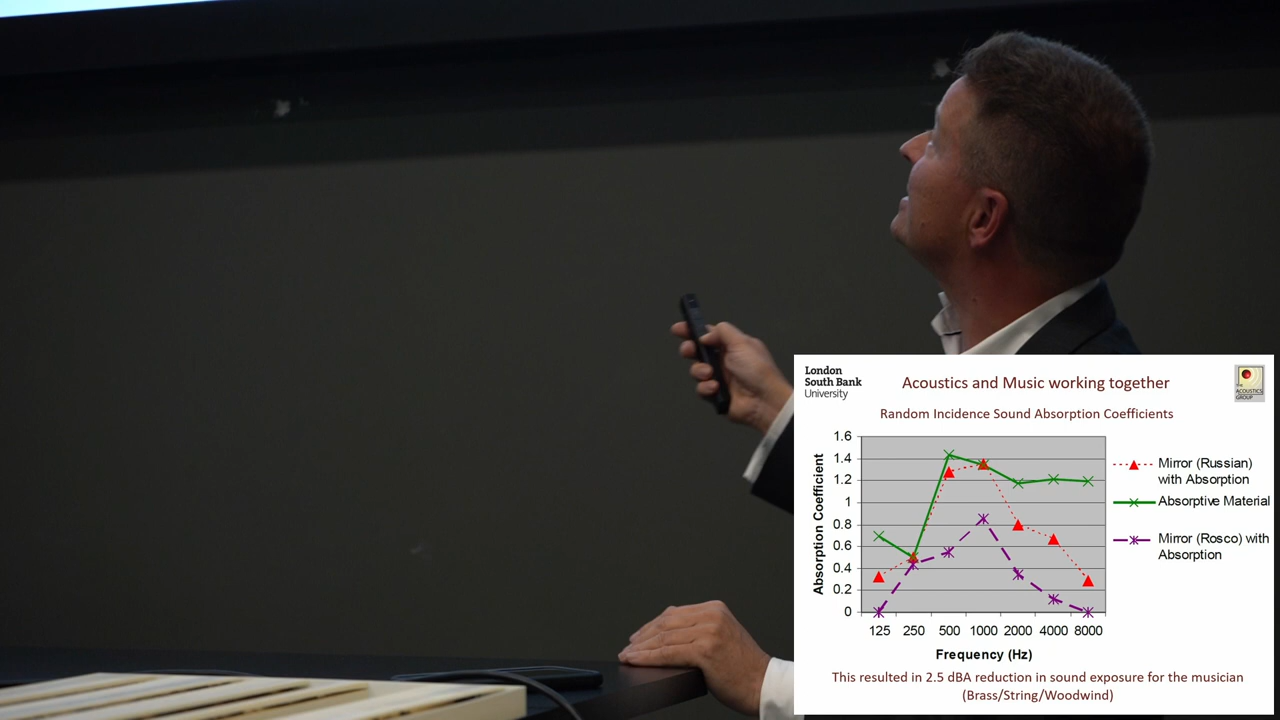 London
South Bank
University
Acoustics and Music working together
THE
ACOUSTICS
GROUP
Random Incidence Sound Absorption Coefficients
Absorption Coefficient
1.6
1.4
1.2
1
0.8
0.6
0.4
0.2
0
125 250 500 1000 2000 4000 8000
Frequency (Hz)
Mirror (Russian)
with Absorption
Absorptive Material
Mirror (Rosco) with
Absorption
This resulted in 2.5 dBA reduction in sound exposure for the musician
(Brass/String/Woodwind)